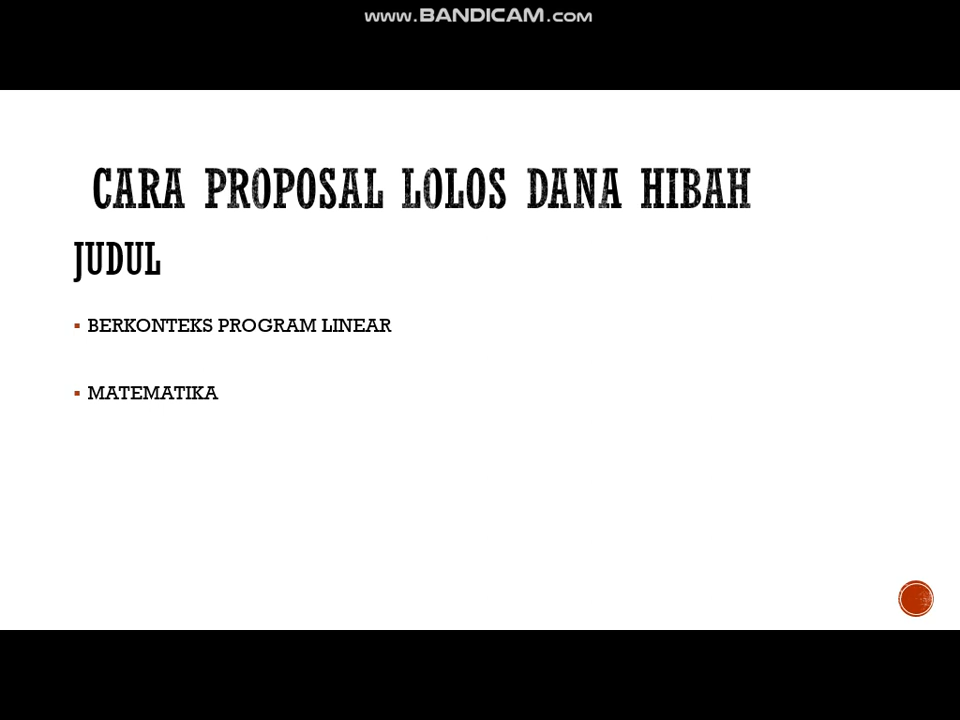 www.BANDICAM.com
CARA PROPOSAL LOLOS DANA HIBAH
JUDUL
▪ BERKONTEKS PROGRAM LINEAR
▪ MATEMATIKA